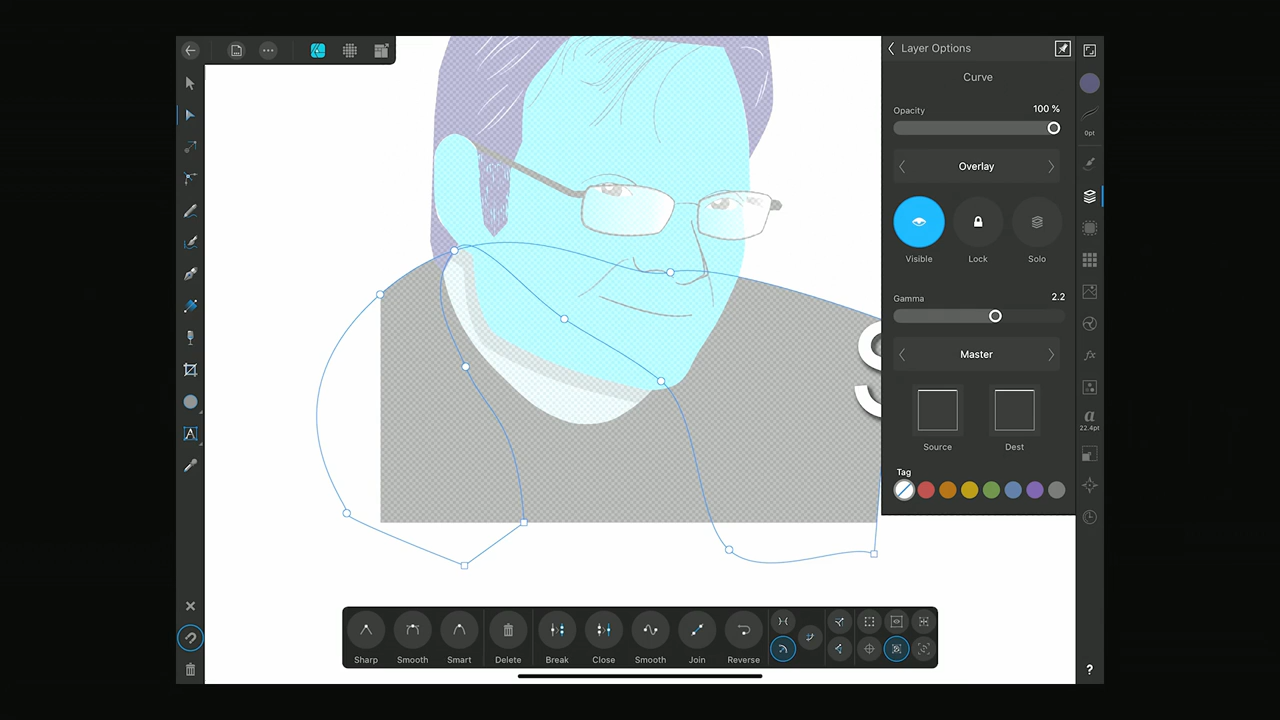 Layer Options
Curve
Opacity
100 %
Overlay
Visible
Lock
Solo
Gamma
2.2
Master
Source
Dest
Tag
0pt
a
22.4pt
fx
A
S
?
Sharp
Smooth
Smart
Delete
Break
Close
Smooth
Join
Reverse